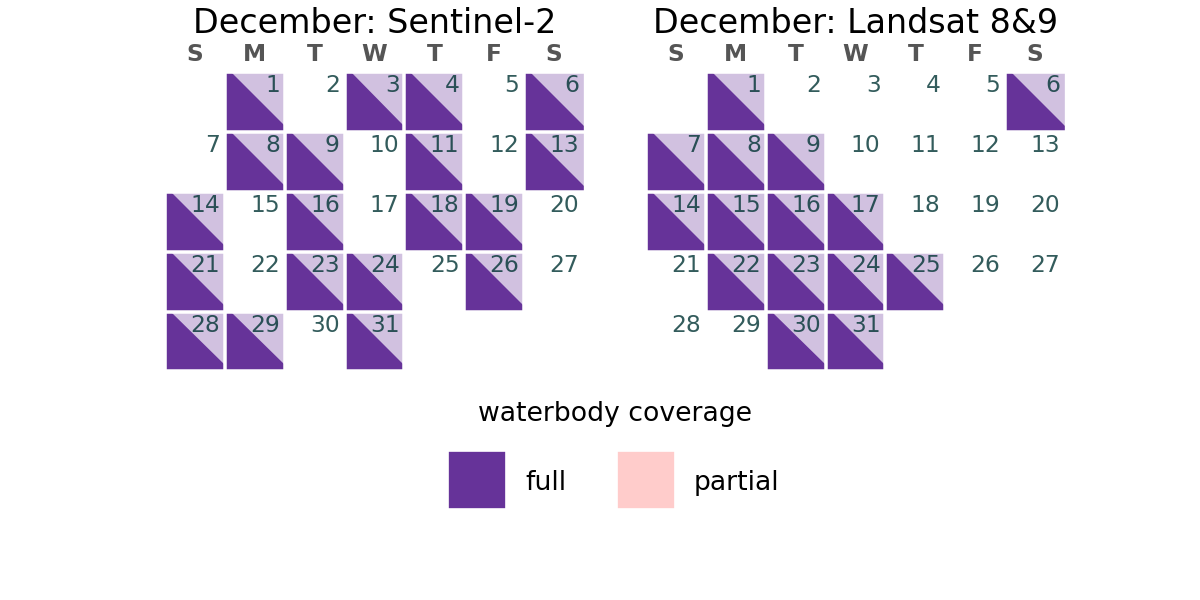 December: Sentinel-2
S M T W T F S
1 2 3 4 5 6
7 8 9 10 11 12 13
14 15 16 17 18 19 20
21 22 23 24 25 26 27
28 29 30 31
December: Landsat 8&9
S M T W T F S
1 2 3 4 5 6
7 8 9 10 11 12 13
14 15 16 17 18 19 20
21 22 23 24 25 26 27
28 29 30 31
waterbody coverage
full partial